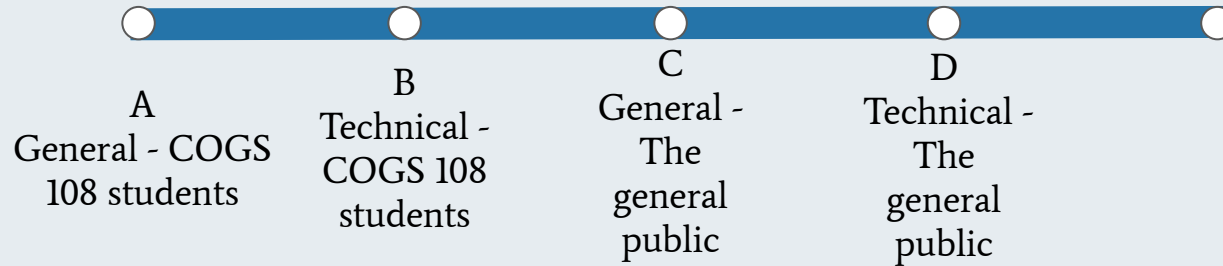 A
General - COGS
108 students
B
Technical -
COGS 108
students
C
General -
The
general
public
D
Technical -
The
general
public